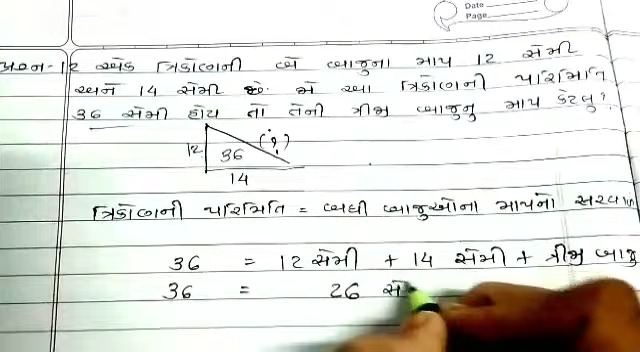 Date
Page
પ્રશ્ન-12 એક ત્રિકોણની બે બાજુના માપ 12 સેમી
અને 14 સેમી છે. જો આ ત્રિકોણની પરિમિતિ
36 સેમી હોય તો તેની ત્રીજી બાજુનુ માપ કેટલુ?
12 36 (?)
14
ત્રિકોણની પરિમિતિ = બધી બાજુઓના માપનો
36 = 12 સેમી + 14 સેમી + ત્રીજી બાજુ
36 = 26 સે